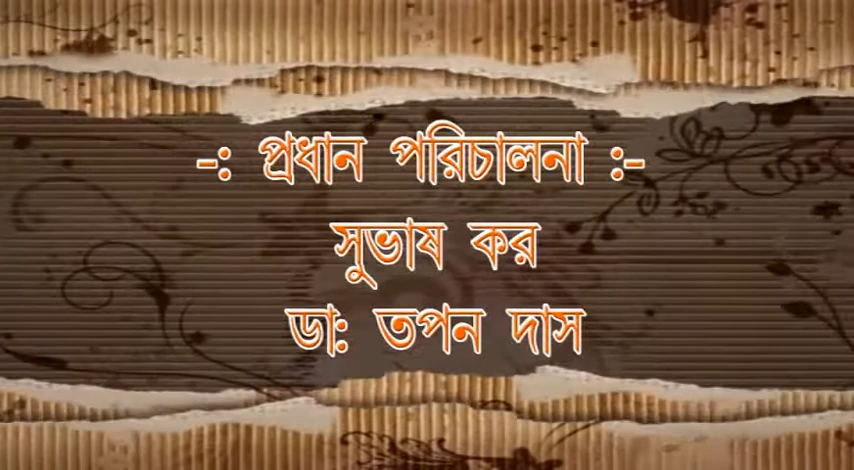 -: প্রধান পরিচালনা :-
সুভাষ কর
ডা: তপন দাস